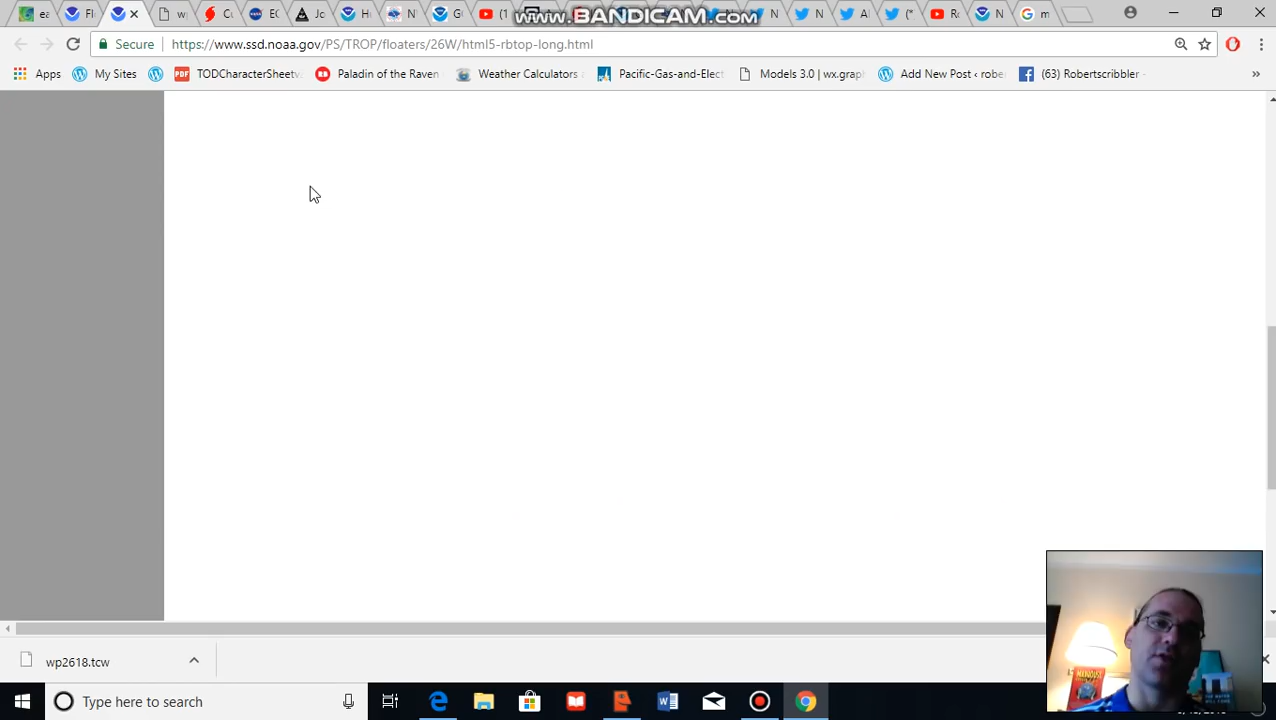 www.BANDICAM.com
Secure https://www.ssd.noaa.gov/PS/TROP/floaters/26W/html5-rbtop-long.html
Apps My Sites TODCharacterSheetv Paladin of the Raven Weather Calculators Pacific-Gas-and-Elect Models 3.0 | wx.grap Add New Post ‹ robe (63) Robertscribbler
wp2618.tcw
Type here to search